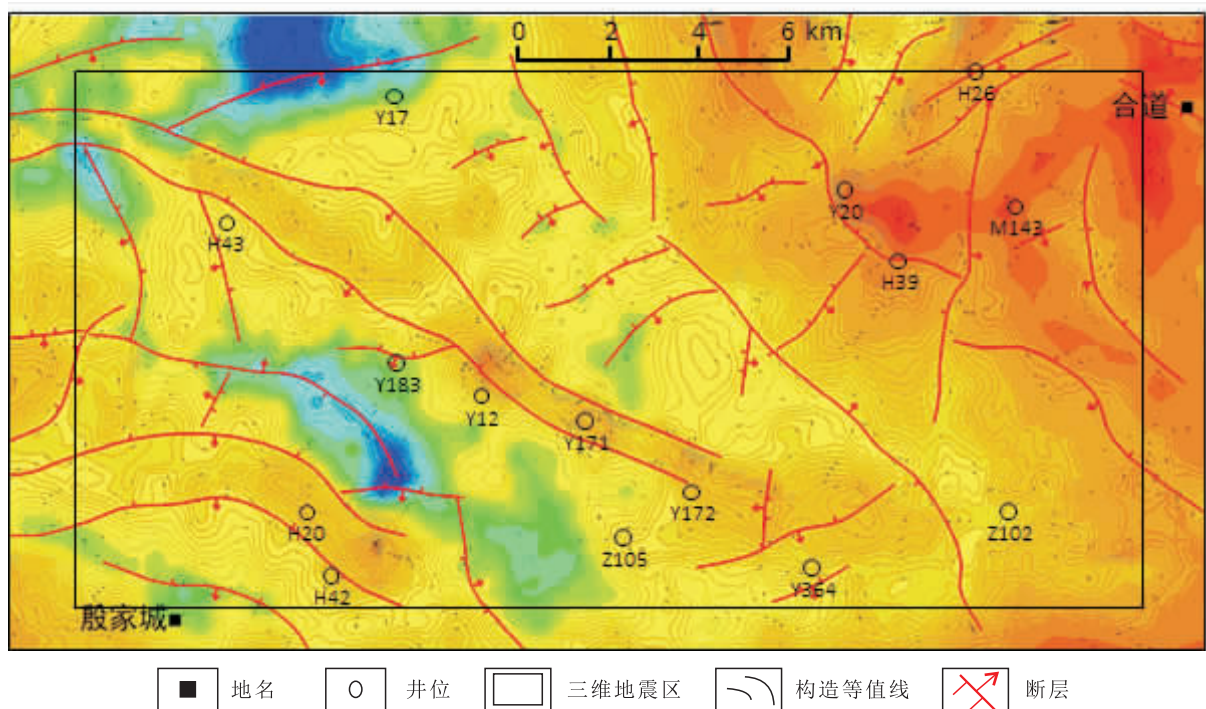 0 2 4 6 km
H26
合道
Y17
Y20
M143
H43
H39
Y183
Y12
Y171
Y172
H20
Z102
Z105
H42
Y364
殷家城
地名 井位 三维地震区 构造等值线 断层